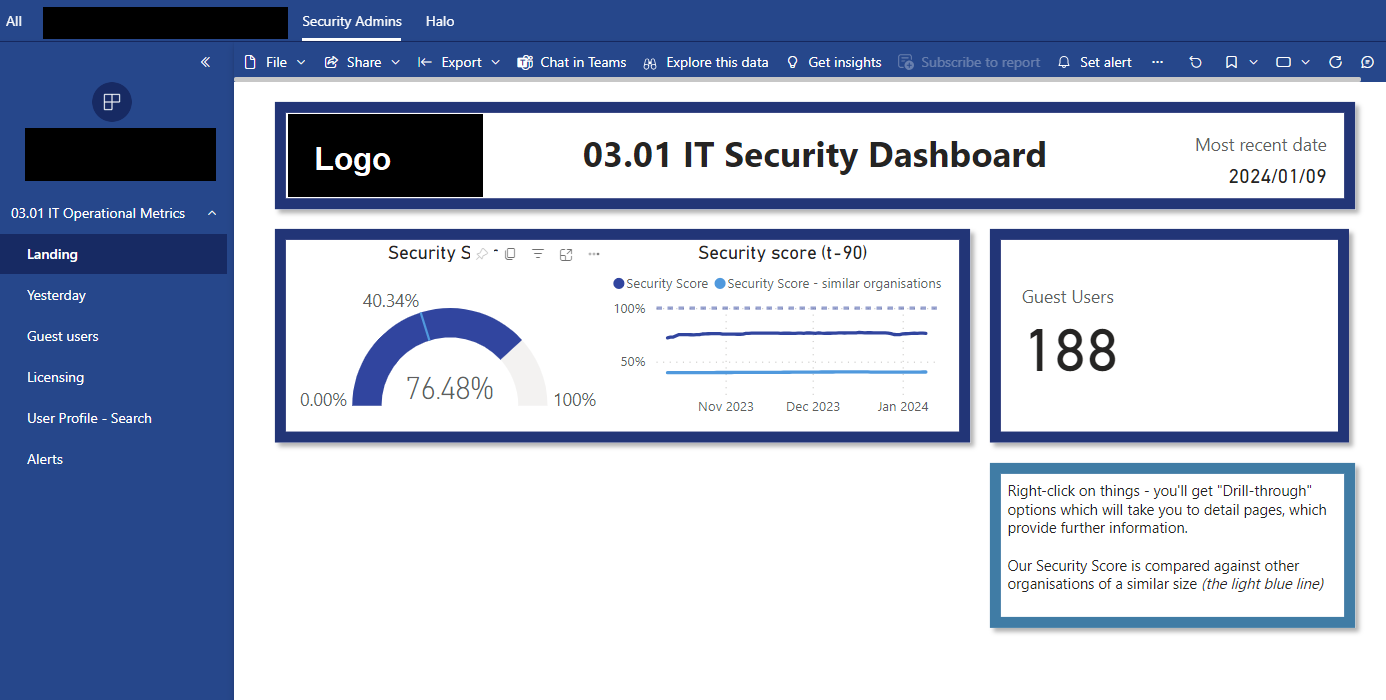 All
Security Admins
Halo
File
Share
Export
Chat in Teams
Explore this data
Get insights
Subscribe to report
Set alert
03.01 IT Operational Metrics
Landing
Yesterday
Guest users
Licensing
User Profile - Search
Alerts
Logo
03.01 IT Security Dashboard
Most recent date
2024/01/09
Security S
40.34%
76.48%
0.00%
100%
Security score (t-90)
Security Score
Security Score - similar organisations
100%
50%
Nov 2023
Dec 2023
Jan 2024
Guest Users
188
Right-click on things - you'll get "Drill-through"
options which will take you to detail pages, which
provide further information.
Our Security Score is compared against other
organisations of a similar size (the light blue line)